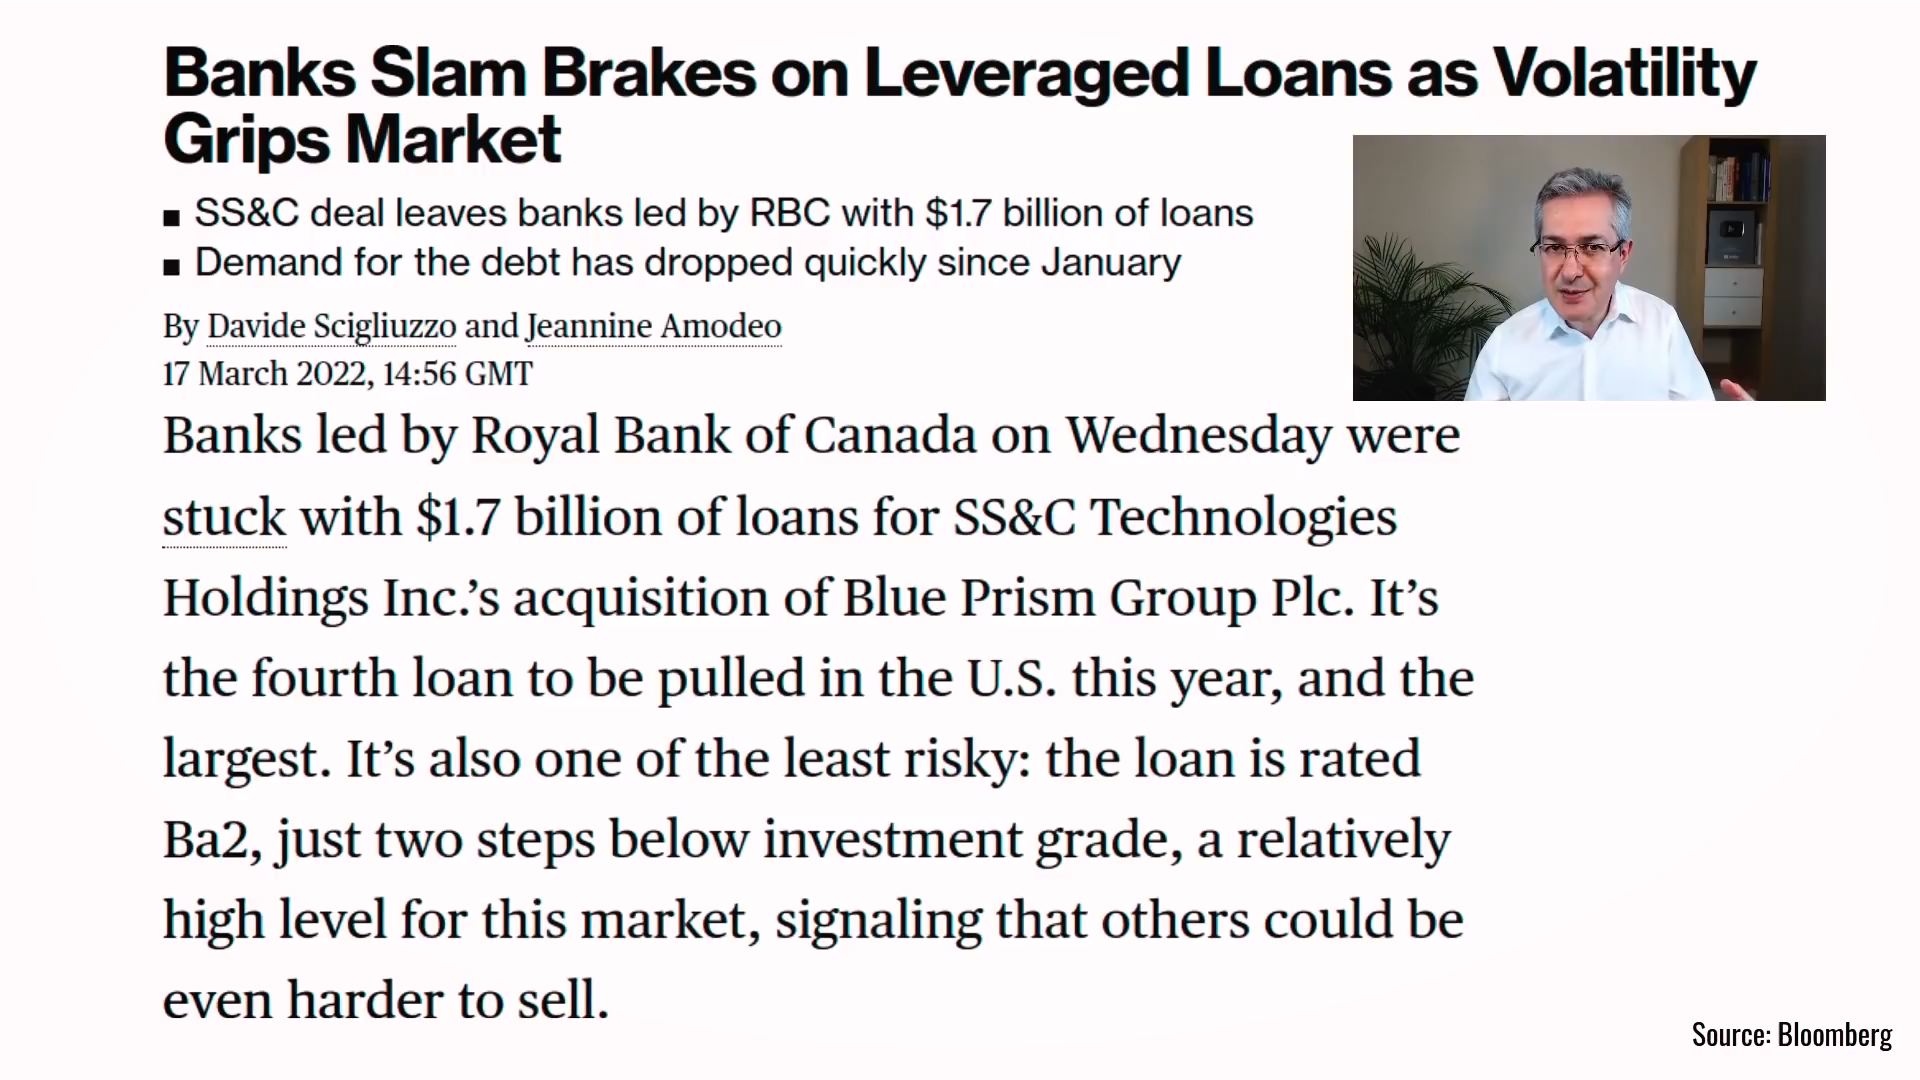 Banks Slam Brakes on Leveraged Loans as Volatility
Grips Market
■ SS&C deal leaves banks led by RBC with $1.7 billion of loans
■ Demand for the debt has dropped quickly since January
By Davide Scigliuzzo and Jeannine Amodeo
17 March 2022, 14:56 GMT
Banks led by Royal Bank of Canada on Wednesday were
stuck with $1.7 billion of loans for SS&C Technologies
Holdings Inc.’s acquisition of Blue Prism Group Plc. It’s
the fourth loan to be pulled in the U.S. this year, and the
largest. It’s also one of the least risky: the loan is rated
Ba2, just two steps below investment grade, a relatively
high level for this market, signaling that others could be
even harder to sell.
Source: Bloomberg